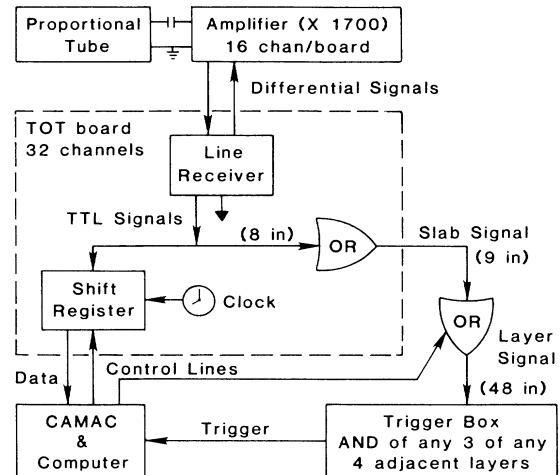 Proportional
Tube
Amplifier (X 1700)
16 chan/board
Differential Signals
TOT board
32 channels
Line
Receiver
TTL Signals
(8 in)
OR
Slab Signal
(9 in)
Shift
Register
Clock
OR
Layer
Signal
Data
Control Lines
(48 in)
CAMAC
&
Computer
Trigger
Trigger Box
AND of any 3 of any
4 adjacent layers